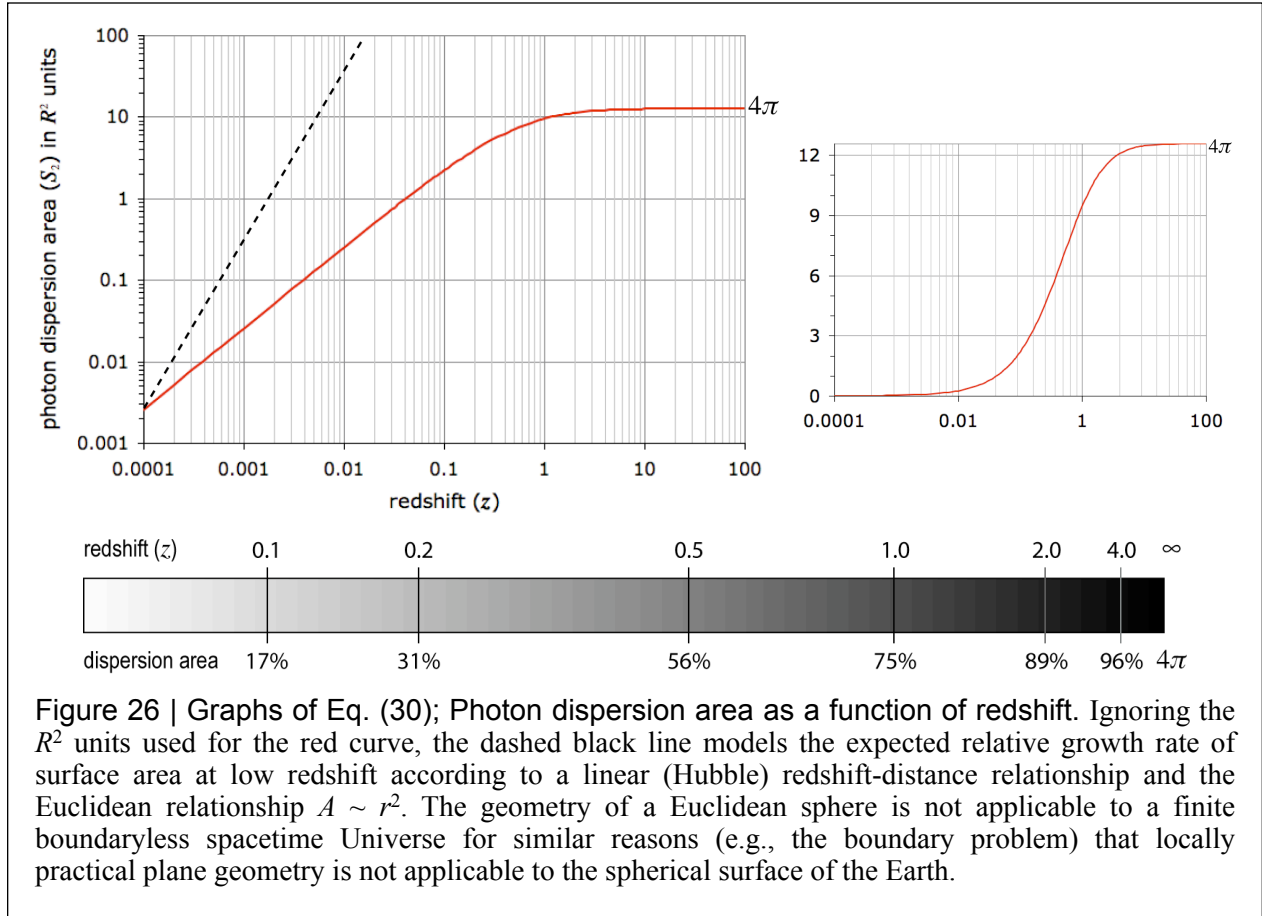 100
10
1
0.1
0.01
0.001
photon dispersion area (S₂) in R² units
4π
0.0001 0.001 0.01 0.1 1 10 100
redshift (z)
12
9
6
3
0
4π
0.0001 0.01 1 100
redshift (z) 0.1 0.2 0.5 1.0 2.0 4.0 ∞
dispersion area 17% 31% 56% 75% 89% 96% 4π
Figure 26 | Graphs of Eq. (30); Photon dispersion area as a function of redshift. Ignoring the
R² units used for the red curve, the dashed black line models the expected relative growth rate of
surface area at low redshift according to a linear (Hubble) redshift-distance relationship and the
Euclidean relationship A ~ r². The geometry of a Euclidean sphere is not applicable to a finite
boundaryless spacetime Universe for similar reasons (e.g., the boundary problem) that locally
practical plane geometry is not applicable to the spherical surface of the Earth.